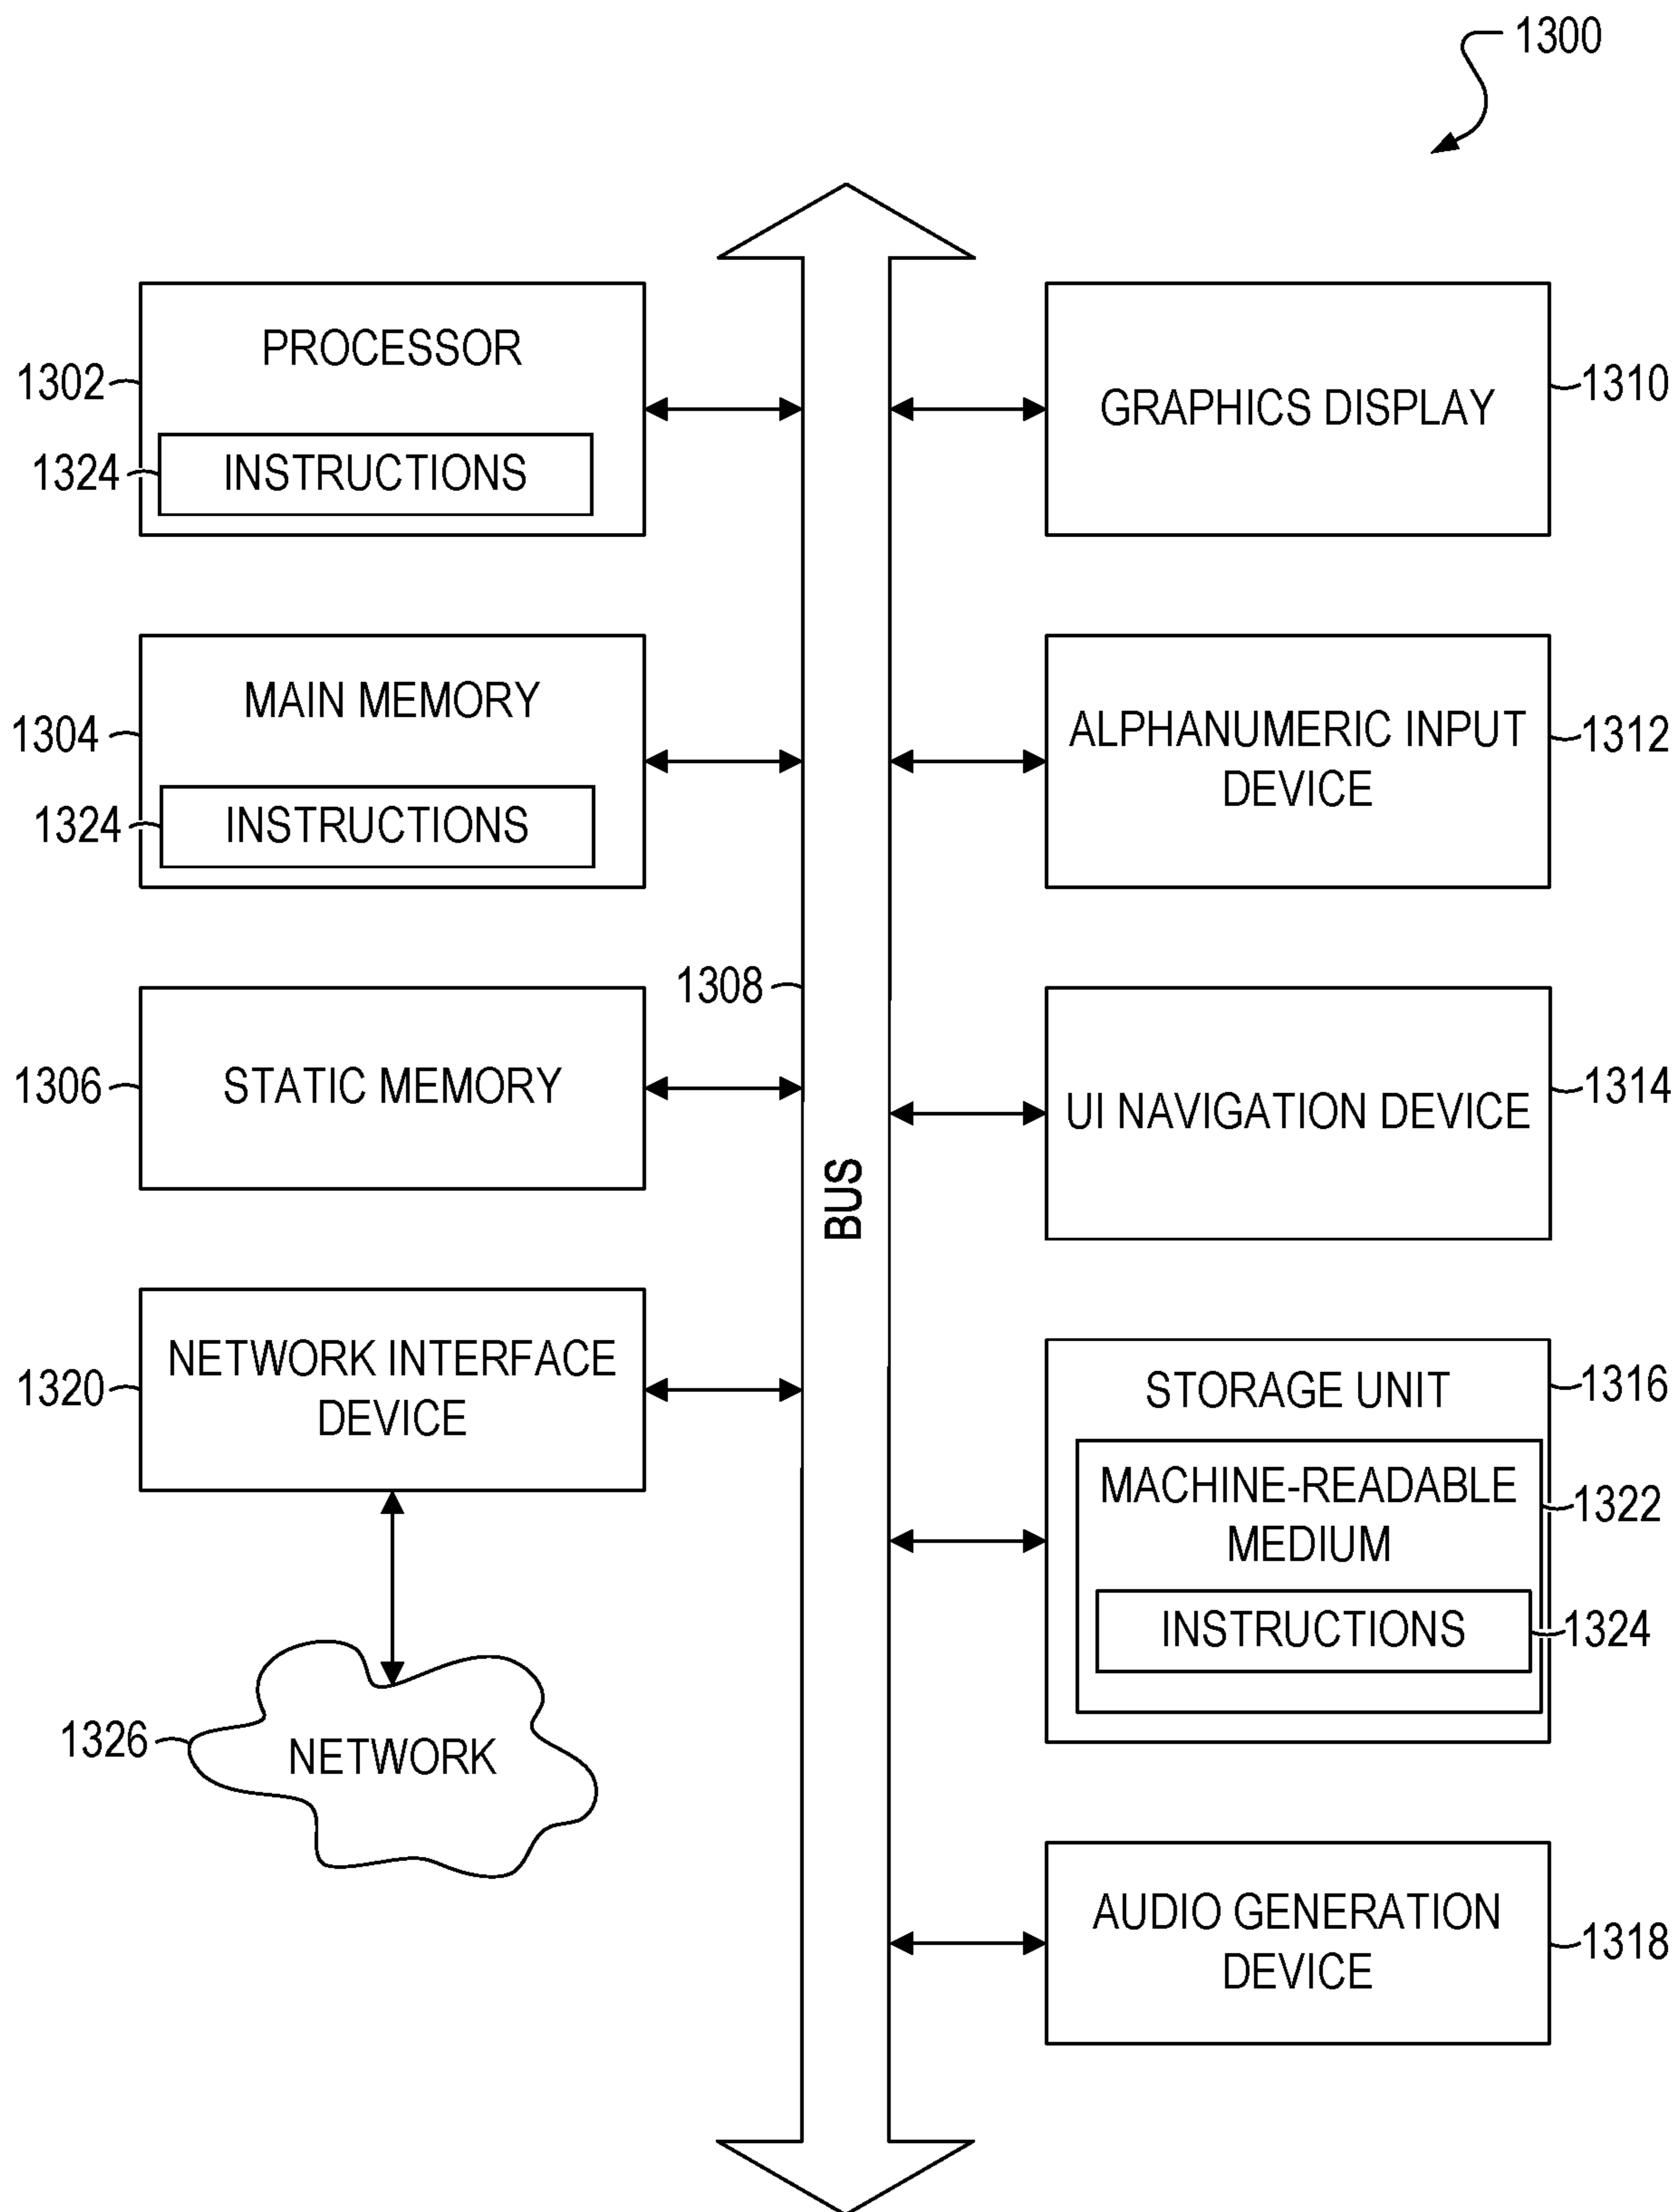 1300
PROCESSOR
1302
1324
INSTRUCTIONS
MAIN MEMORY
1304
1324
INSTRUCTIONS
1308
1306
STATIC MEMORY
NETWORK INTERFACE
DEVICE
1320
1326
NETWORK
BUS
GRAPHICS DISPLAY
1310
ALPHANUMERIC INPUT
DEVICE
1312
UI NAVIGATION DEVICE
1314
STORAGE UNIT
1316
MACHINE-READABLE
MEDIUM
1322
INSTRUCTIONS
1324
AUDIO GENERATION
DEVICE
1318